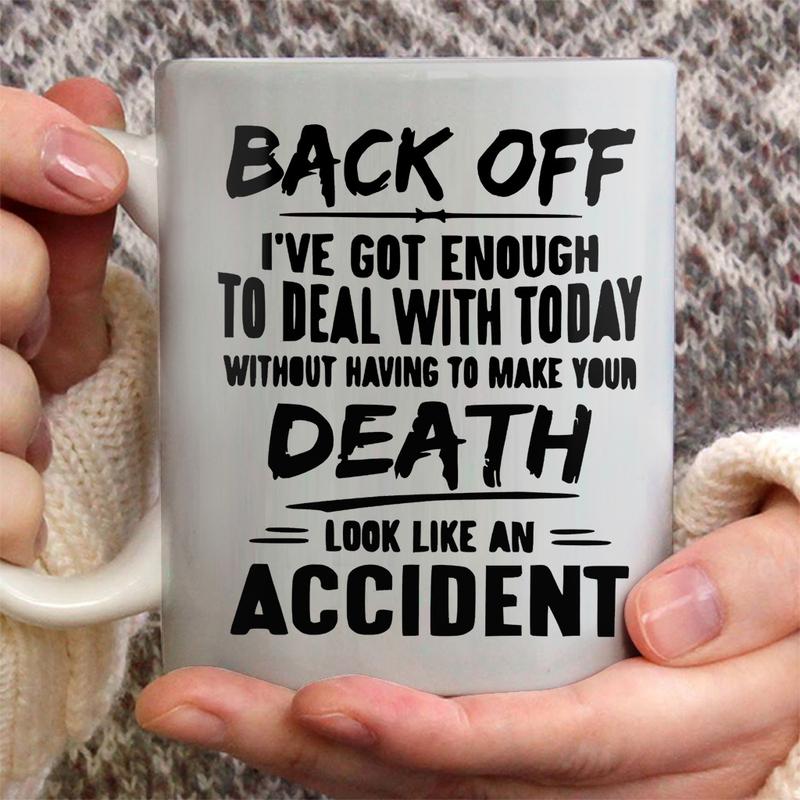 BACK OFF
I'VE GOT ENOUGH
TO DEAL WITH TODAY
WITHOUT HAVING TO MAKE YOUR
DEATH
LOOK LIKE AN
ACCIDENT